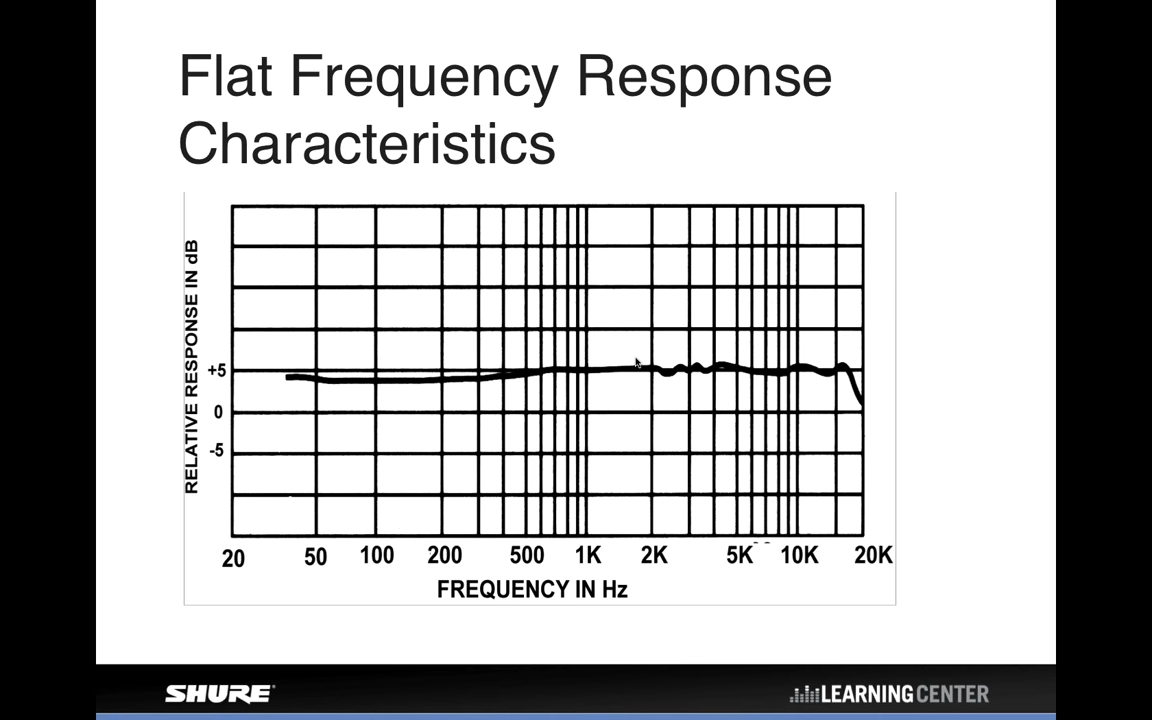 Flat Frequency Response
Characteristics
RELATIVE RESPONSE IN dB
+5
0
-5
20 50 100 200 500 1K 2K 5K 10K 20K
FREQUENCY IN Hz
SHURE LEARNING CENTER